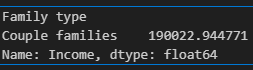 Family type
Couple families    190022.944771
Name: Income, dtype: float64